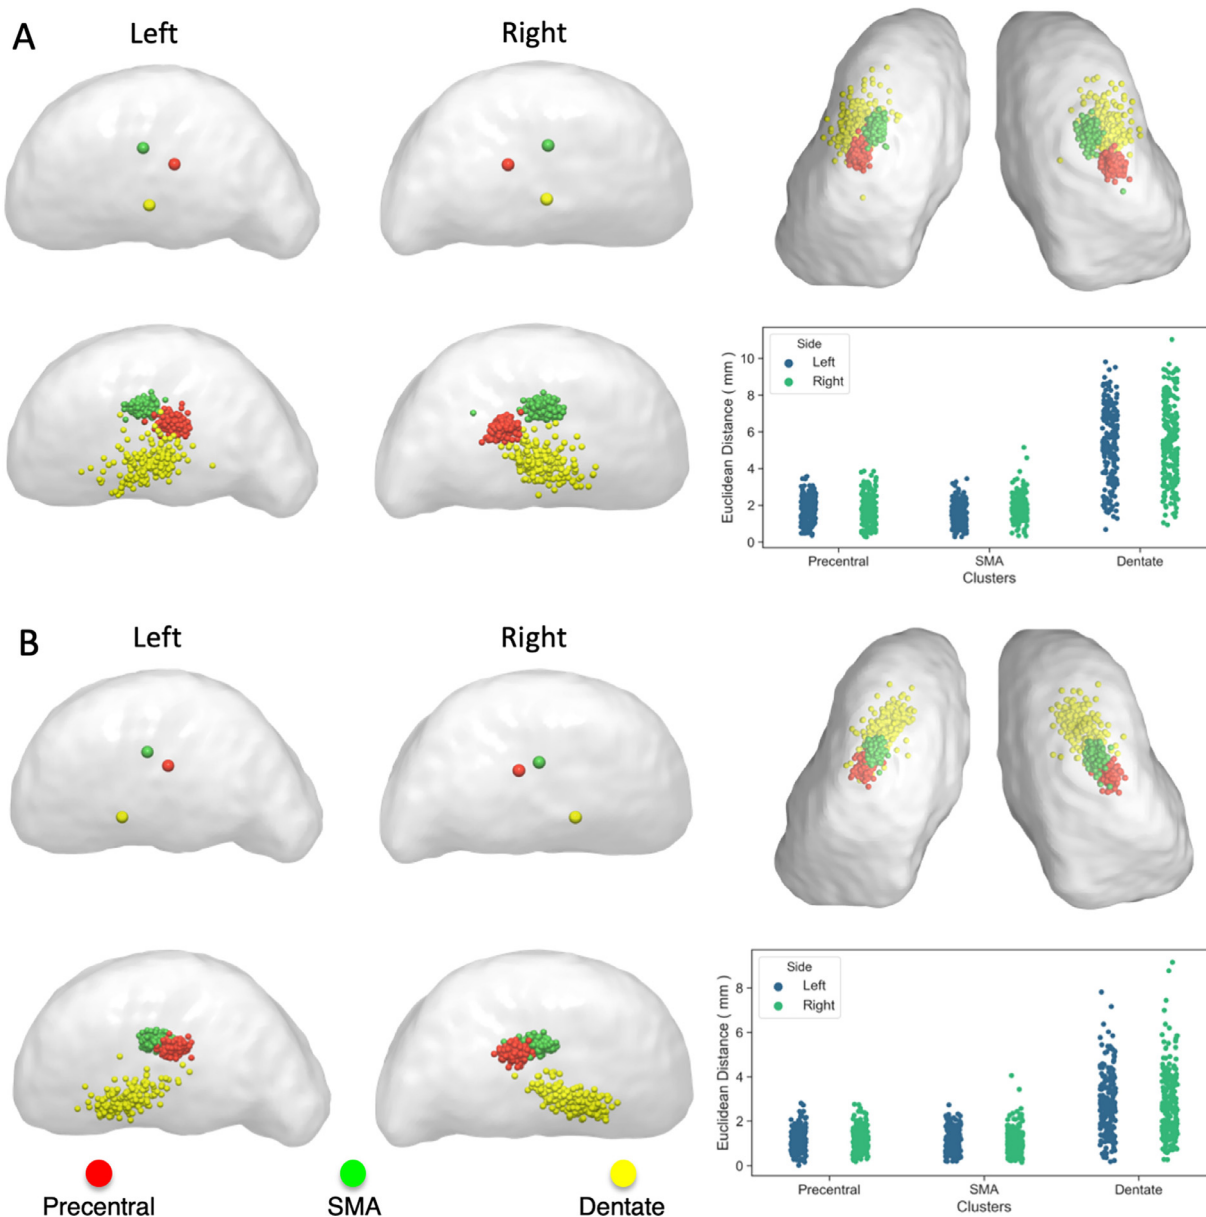 A
Left
Right
Side
Left
Right
Euclidean Distance ( mm )
10
8
6
4
2
0
Precentral
SMA
Dentate
Clusters
B
Left
Right
Side
Left
Right
Euclidean Distance ( mm )
8
6
4
2
0
Precentral
SMA
Dentate
Clusters
Precentral
SMA
Dentate